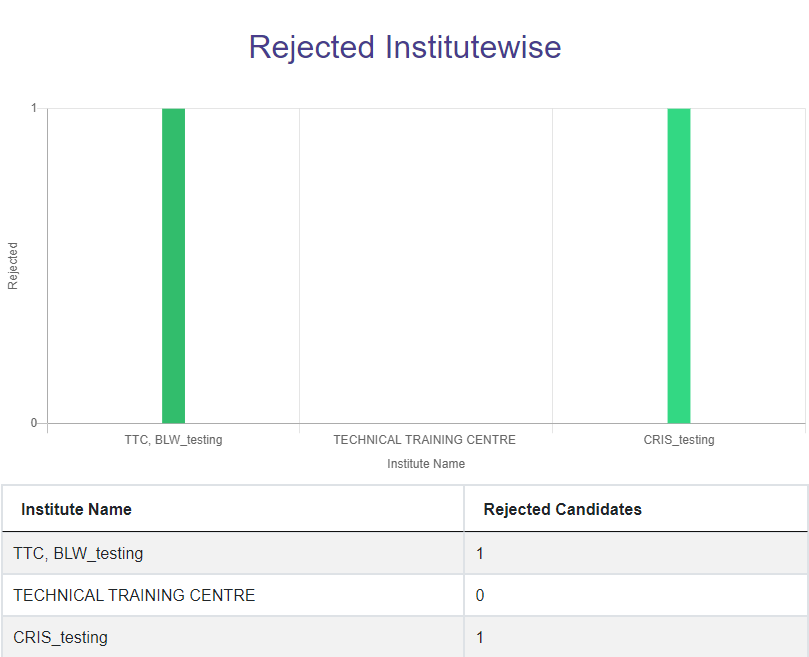 Rejected Institutewise
1
Rejected
0
TTC, BLW_testing TECHNICAL TRAINING CENTRE CRIS_testing
Institute Name
Institute Name Rejected Candidates
TTC, BLW_testing 1
TECHNICAL TRAINING CENTRE 0
CRIS_testing 1